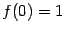 f(0) = 1